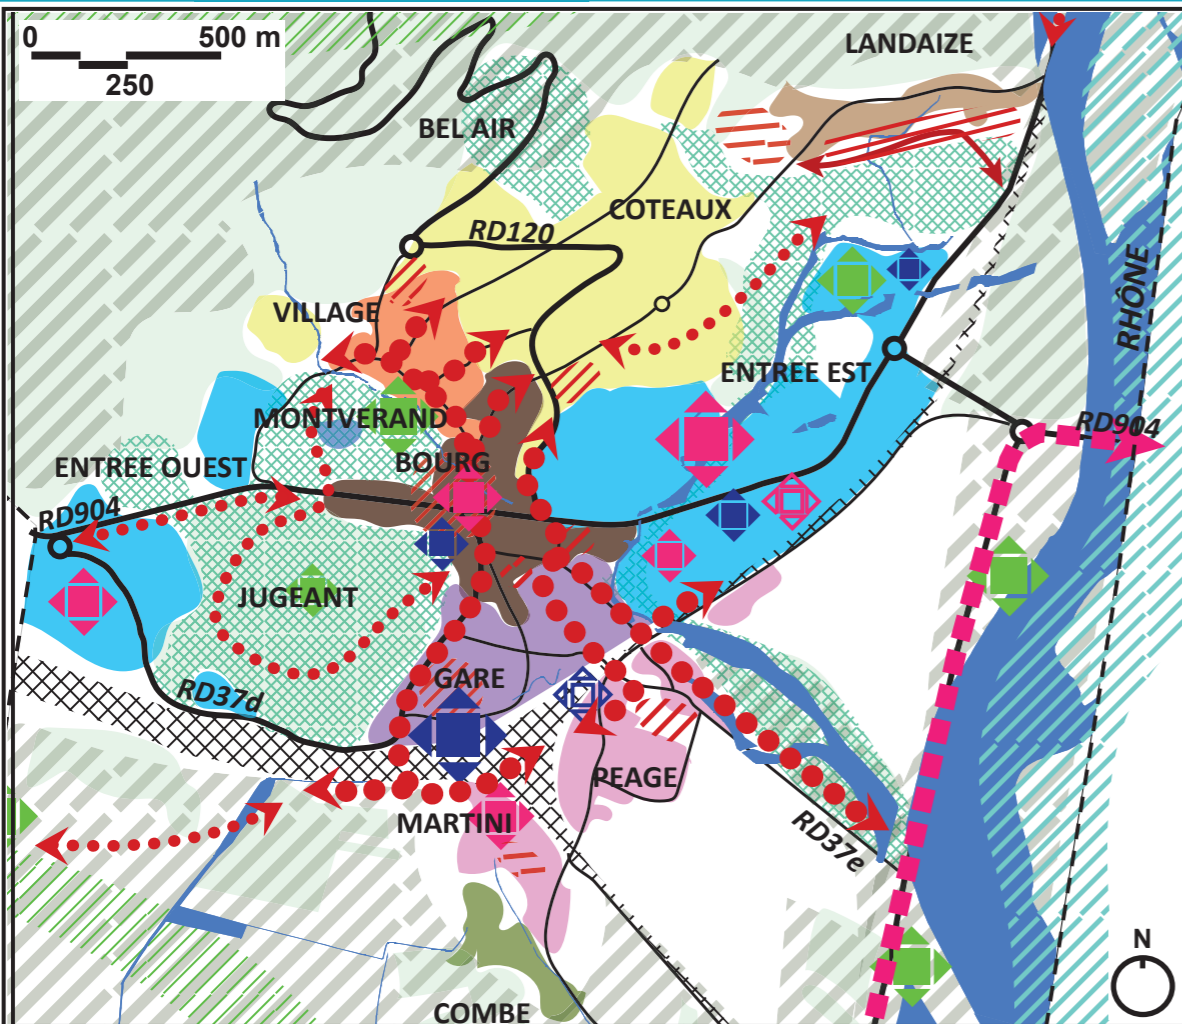 0 500 m
250
LANDAIZE
BEL AIR
COTEAUX
RD120
RHÔNE
VILLAGE
ENTREE EST
MONTVERAND
RD904
BOURG
ENTREE OUEST
RD904
JUGEANT
GARE
RD37d
PEAGE
MARTINI
RD37e
N
COMBE